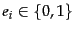 e_i ∈ {0, 1}